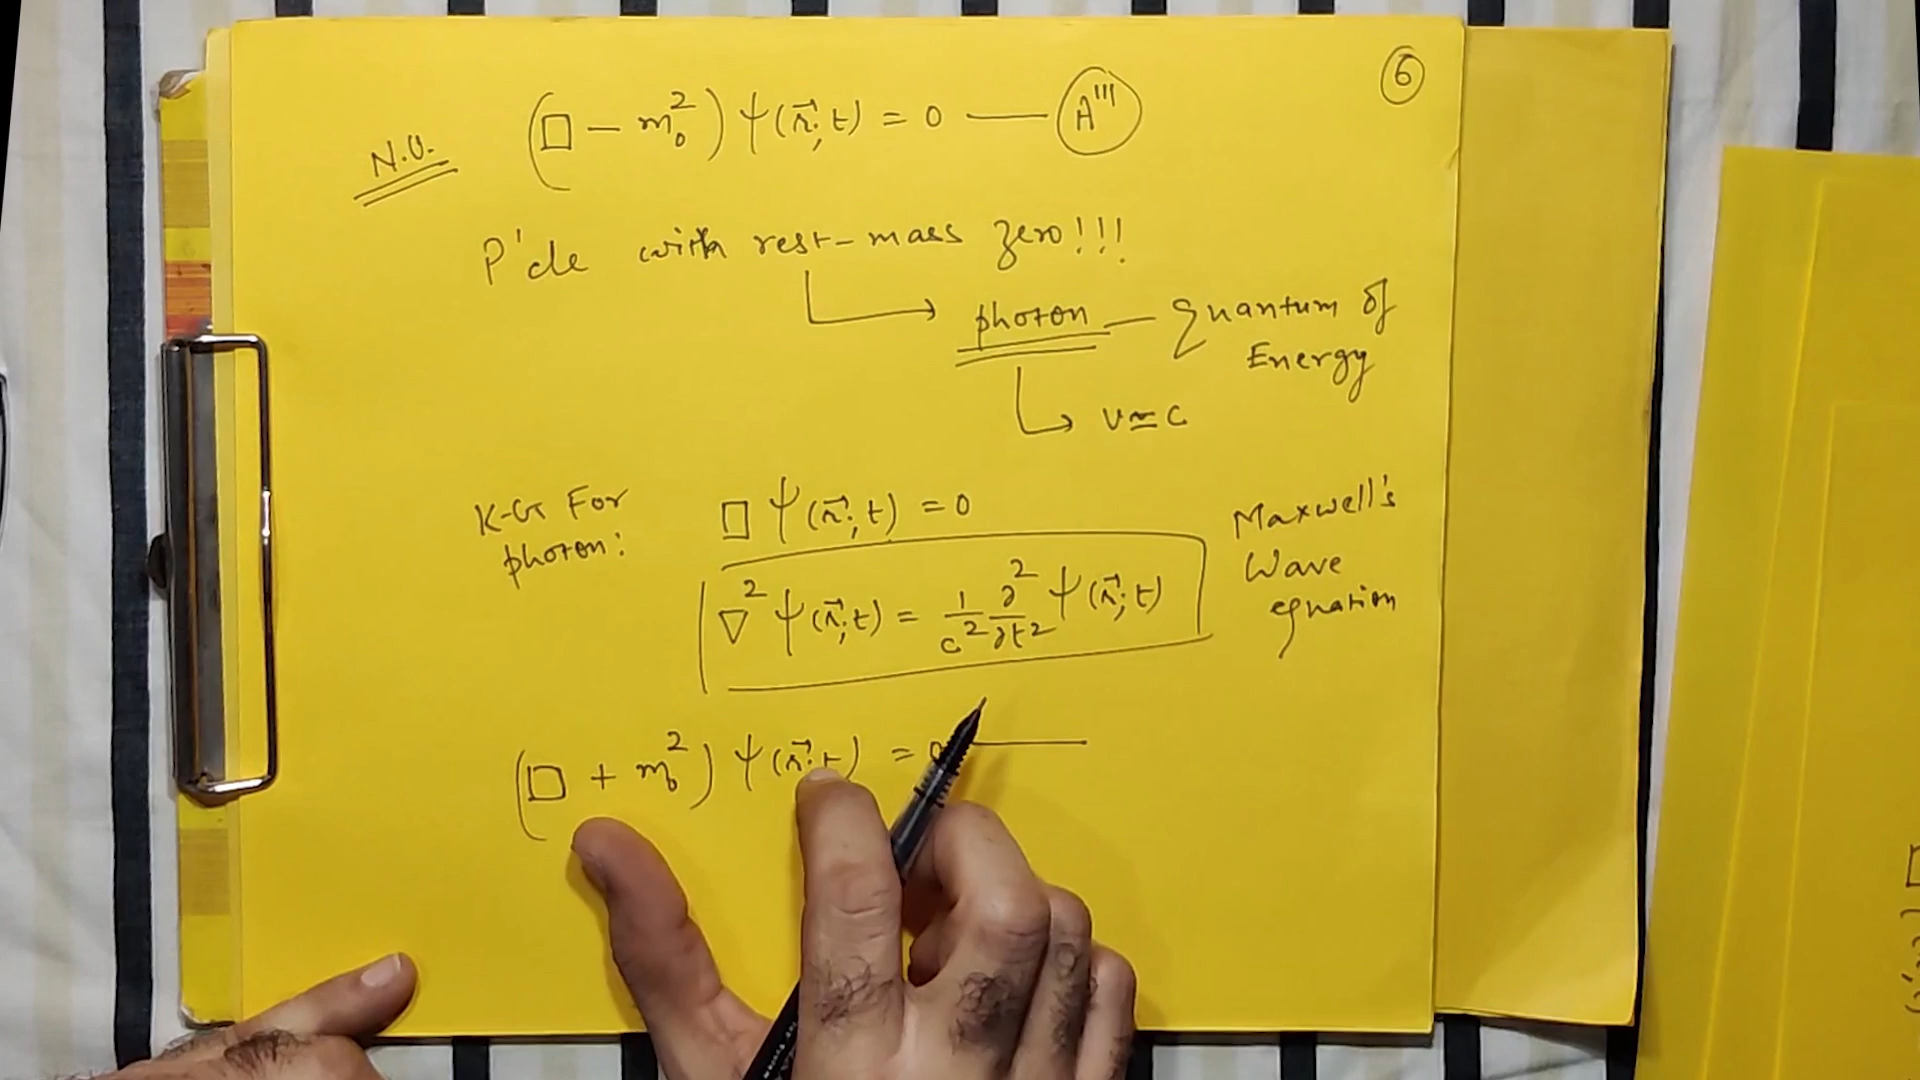 6
(□ − m₀²) ψ(r⃗, t) = 0 —— A'''
N.U.
P'cle with rest-mass zero!!!
photon — Quantum of
Energy
v ≃ c
K-G For
photon:
□ ψ(r⃗, t) = 0
∇² ψ(r⃗, t) = 1/c² ∂²/∂t² ψ(r⃗, t)
Maxwell's
Wave
equation
(□ + m₀²) ψ(r⃗, t) = 0 ——